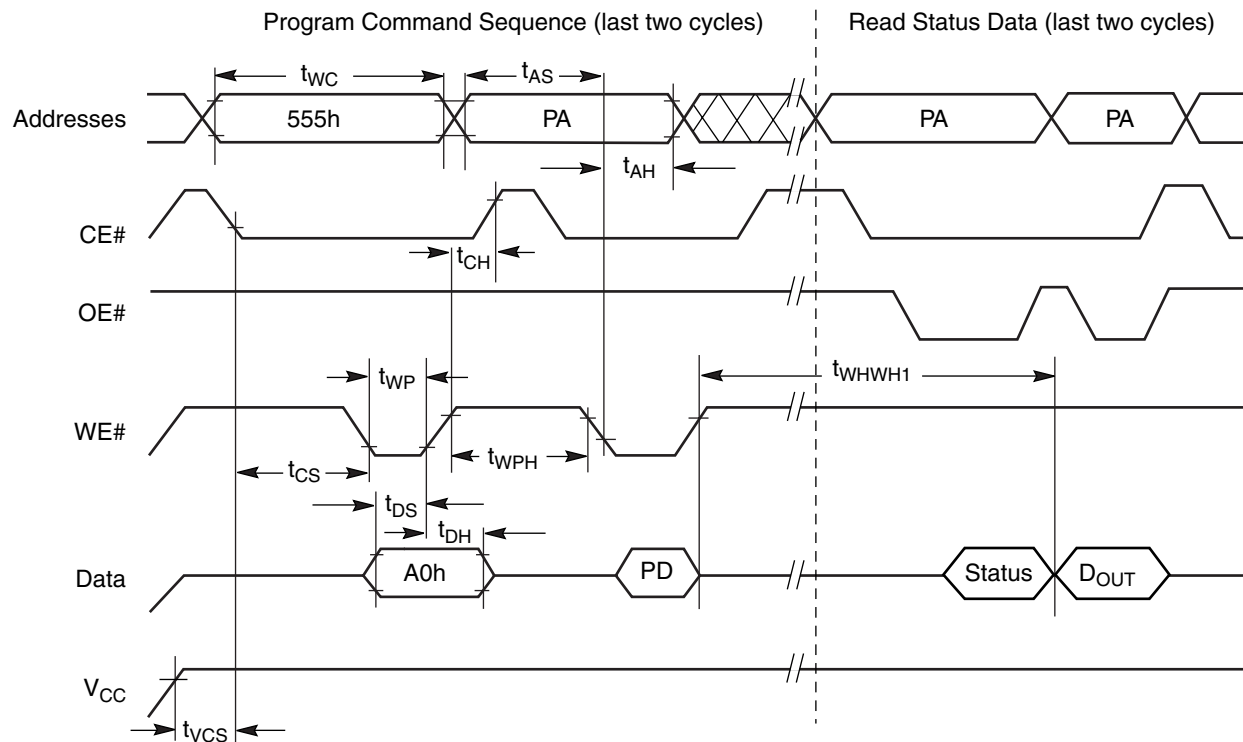 Program Command Sequence (last two cycles)
Read Status Data (last two cycles)
tWC
tAS
Addresses
555h
PA
PA
PA
tAH
CE#
tCH
OE#
tWP
tWHWH1
WE#
tCS
tWPH
tDS
tDH
Data
A0h
PD
Status
DOUT
VCC
tVCS